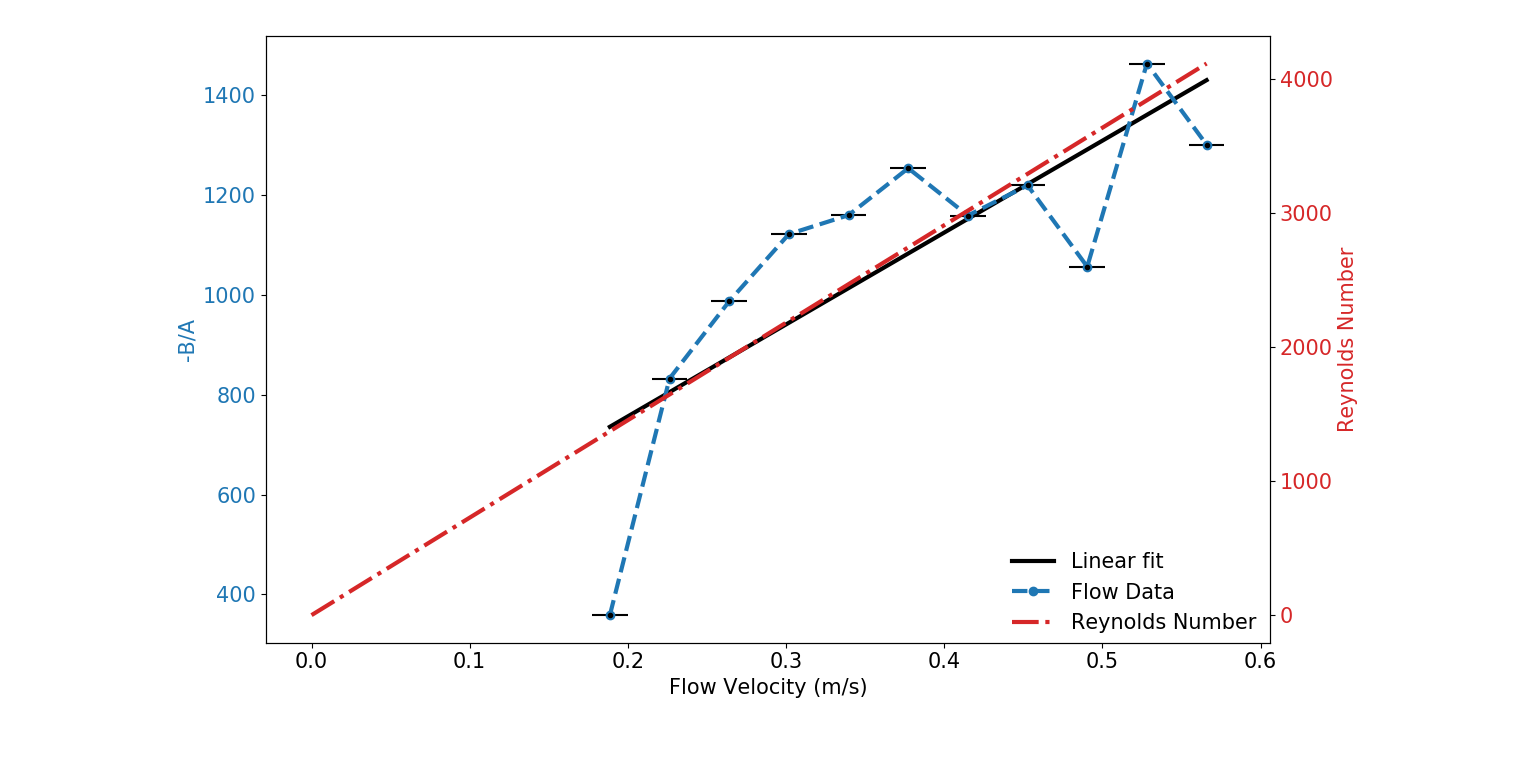 1400
1200
1000
800
600
400
-B/A
4000
3000
2000
1000
0
Reynolds Number
Linear fit
Flow Data
Reynolds Number
0.0 0.1 0.2 0.3 0.4 0.5 0.6
Flow Velocity (m/s)